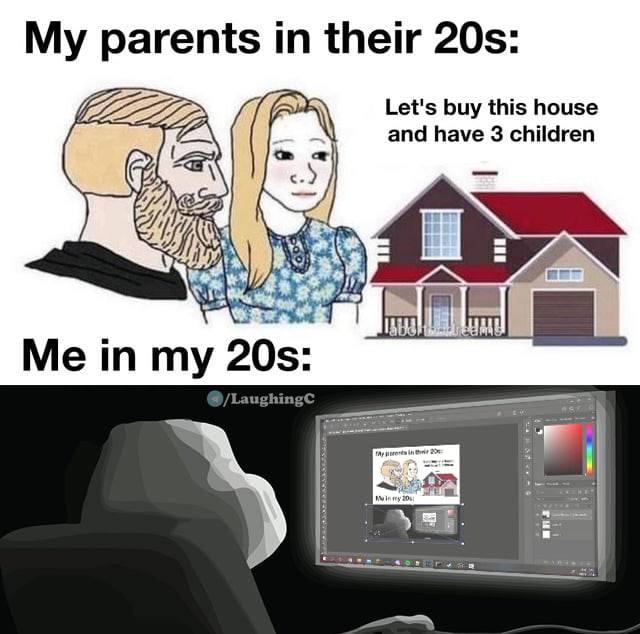 My parents in their 20s:
Let's buy this house
and have 3 children
abortiondreams
Me in my 20s:
/LaughingC
My parents in their 20s:
Me in my 20s: